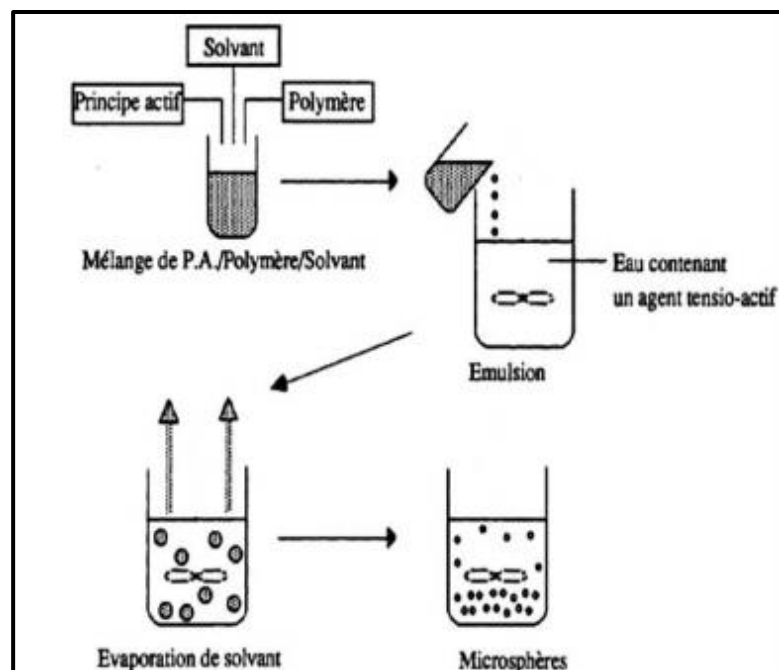 Solvant
Principe actif
Polymère
Mélange de P.A./Polymère/Solvant
Eau contenant
un agent tensio-actif
Emulsion
Evaporation de solvant
Microsphères